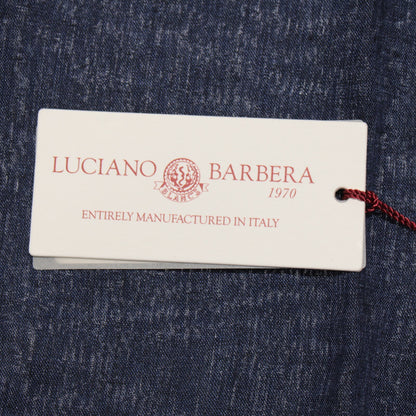 LUCIANO BARBERA
1970
ENTIRELY MANUFACTURED IN ITALY